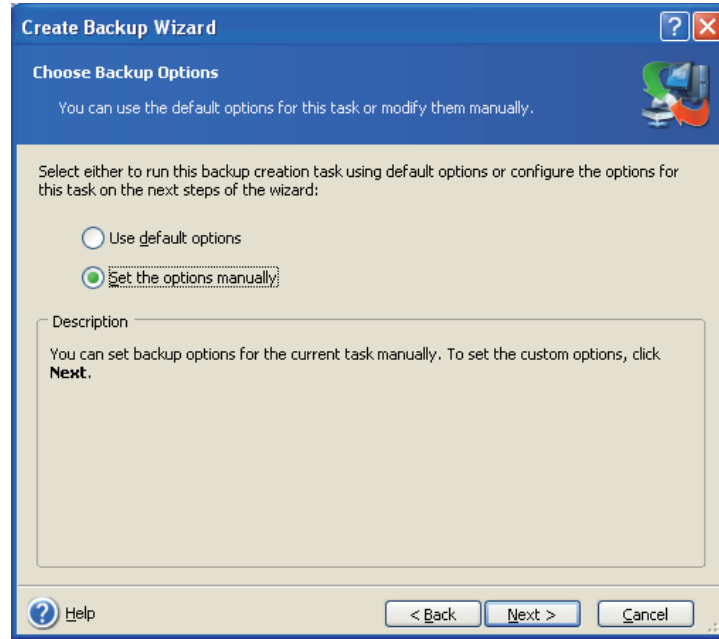 Create Backup Wizard
Choose Backup Options
You can use the default options for this task or modify them manually.
Select either to run this backup creation task using default options or configure the options for
this task on the next steps of the wizard:
Use default options
Set the options manually
Description
You can set backup options for the current task manually. To set the custom options, click
Next.
Help
< Back
Next >
Cancel